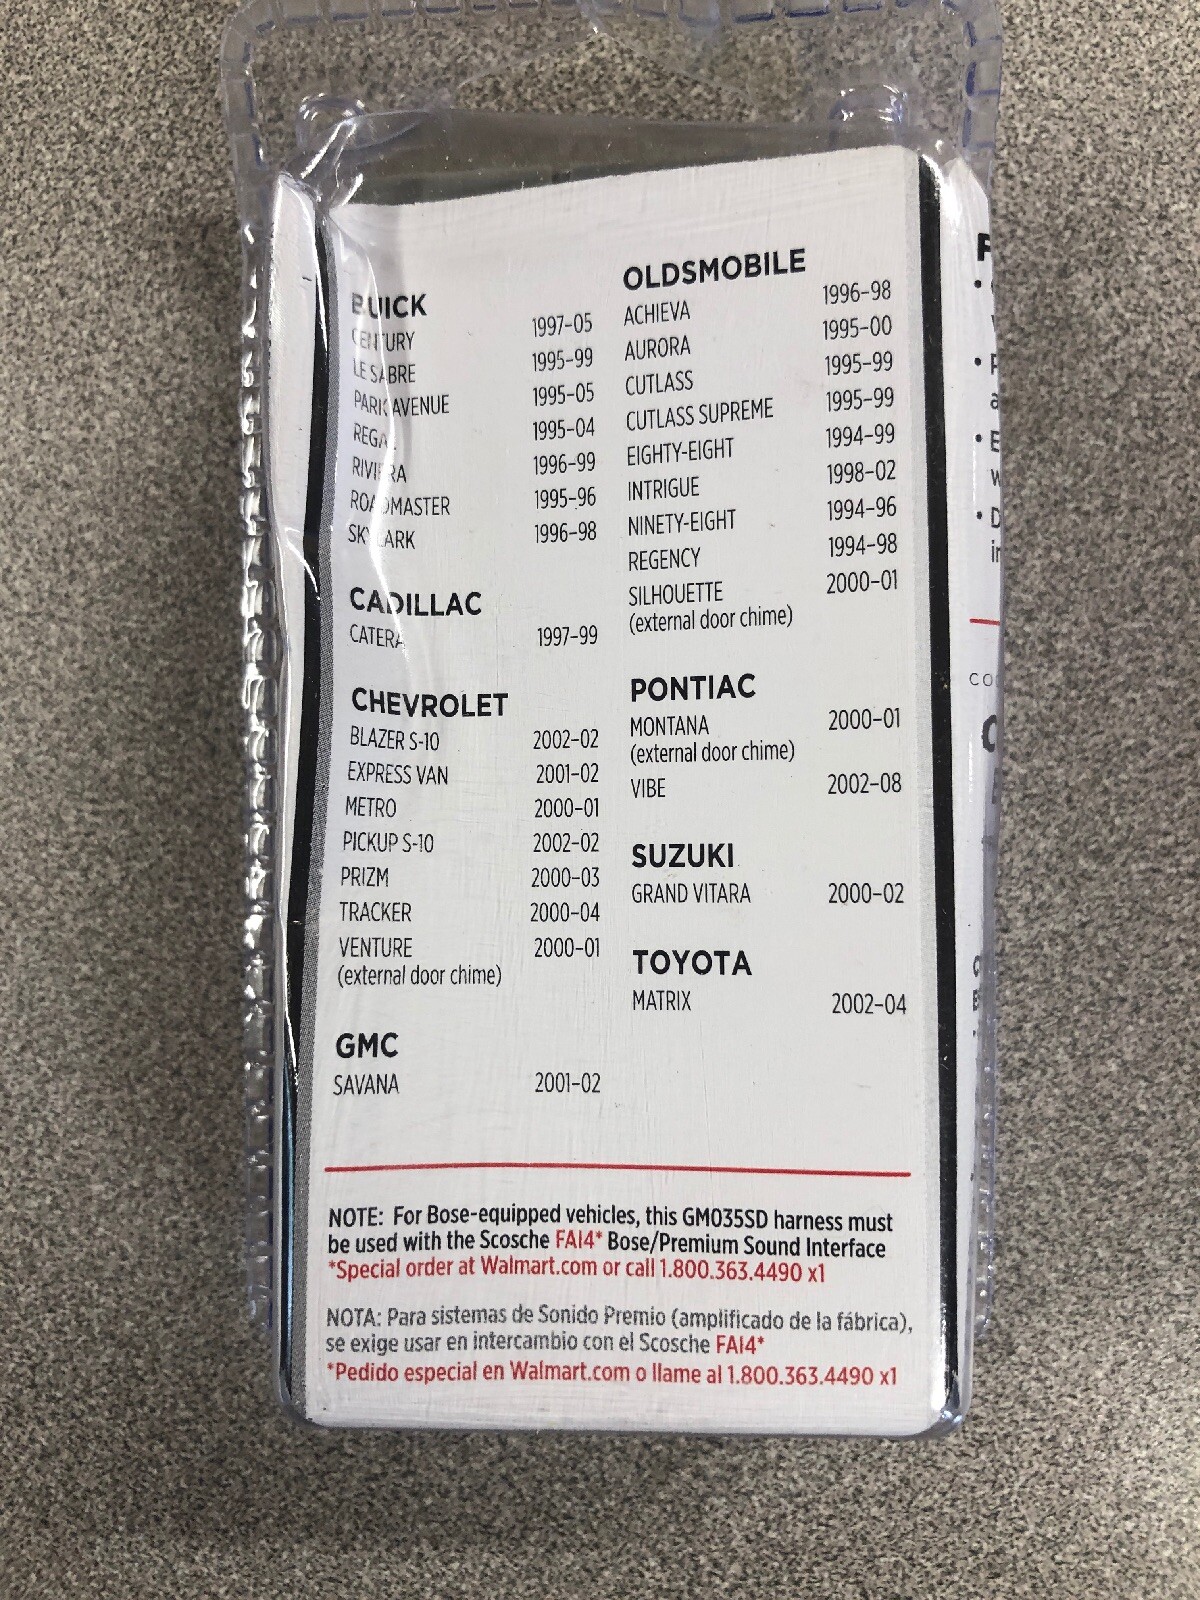 BUICK
CENTURY 1997-05
LE SABRE 1995-99
PARK AVENUE 1995-05
REGAL 1995-04
RIVIERA 1996-99
ROADMASTER 1995-96
SKYLARK 1996-98
CADILLAC
CATERA 1997-99
CHEVROLET
BLAZER S-10 2002-02
EXPRESS VAN 2001-02
METRO 2000-01
PICKUP S-10 2002-02
PRIZM 2000-03
TRACKER 2000-04
VENTURE 2000-01
(external door chime)
GMC
SAVANA 2001-02
OLDSMOBILE
ACHIEVA 1996-98
AURORA 1995-00
CUTLASS 1995-99
CUTLASS SUPREME 1995-99
EIGHTY-EIGHT 1994-99
INTRIGUE 1998-02
NINETY-EIGHT 1994-96
REGENCY 1994-98
SILHOUETTE 2000-01
(external door chime)
PONTIAC
MONTANA 2000-01
(external door chime)
VIBE 2002-08
SUZUKI
GRAND VITARA 2000-02
TOYOTA
MATRIX 2002-04
NOTE: For Bose-equipped vehicles, this GM035SD harness must
be used with the Scosche FAI4* Bose/Premium Sound Interface
*Special order at Walmart.com or call 1.800.363.4490 x1
NOTA: Para sistemas de Sonido Premio (amplificado de la fábrica),
se exige usar en intercambio con el Scosche FAI4*
*Pedido especial en Walmart.com o llame al 1.800.363.4490 x1